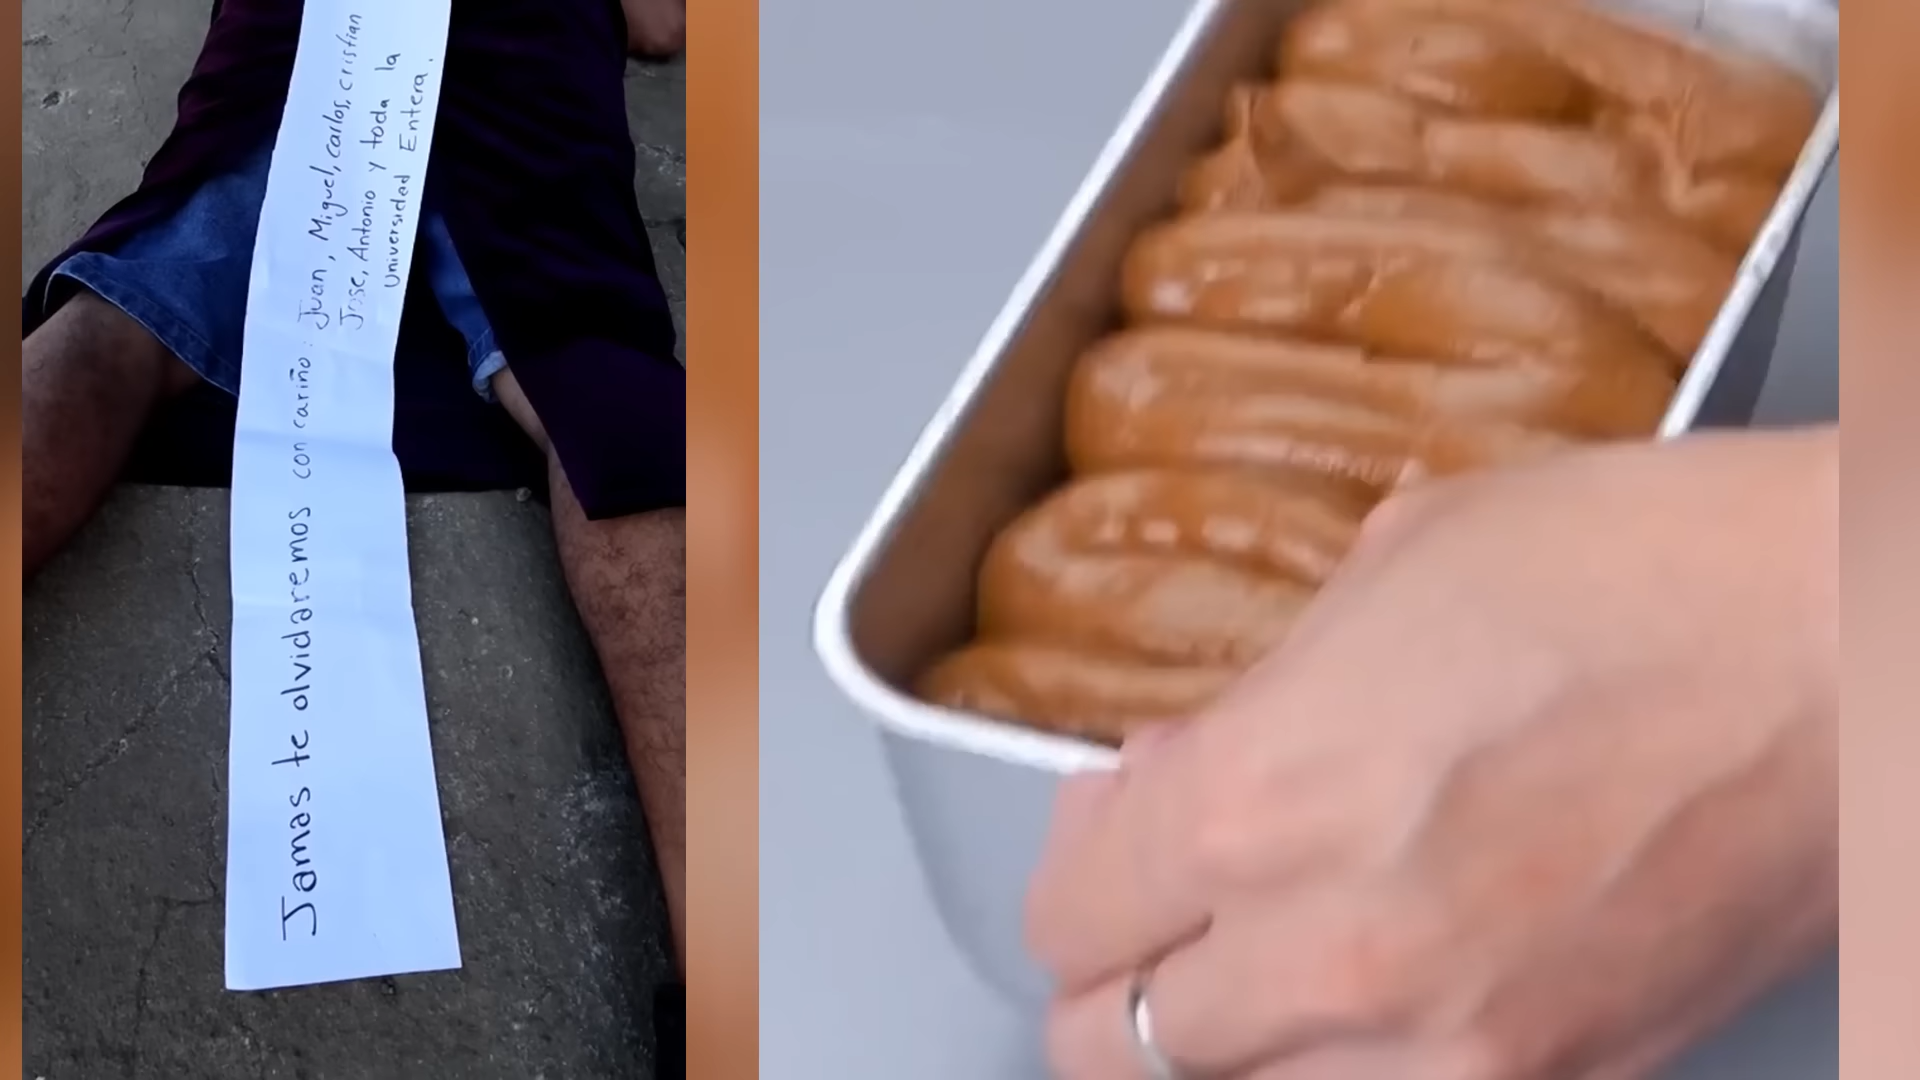 Jamas te olvidaremos con cariño: Juan, Miguel, carlos, cristian
Jose, Antonio y toda la
Universidad Entera.